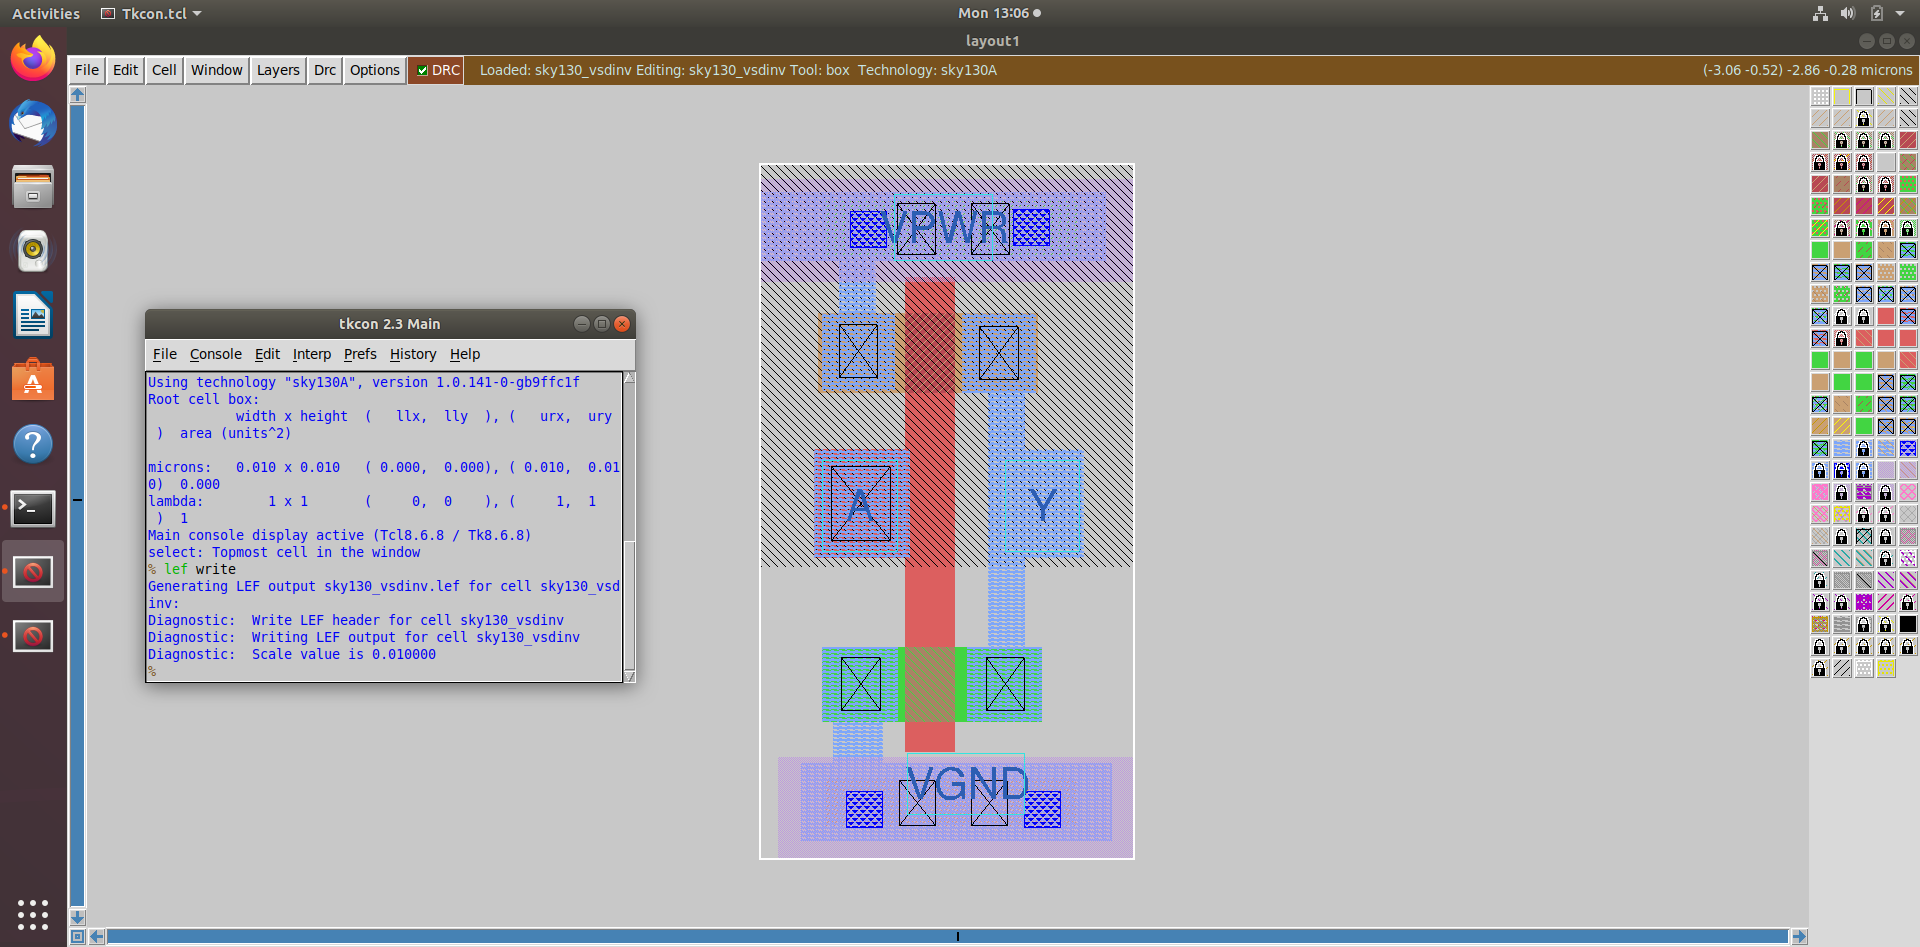 Activities Tkcon.tcl Mon 13:06
layout1
File Edit Cell Window Layers Drc Options DRC Loaded: sky130_vsdinv Editing: sky130_vsdinv Tool: box Technology: sky130A (-3.06 -0.52) -2.86 -0.28 microns
VPWR
tkcon 2.3 Main
File Console Edit Interp Prefs History Help
Using technology "sky130A", version 1.0.141-0-gb9ffc1f
Root cell box:
width x height ( llx, lly ), ( urx, ury
) area (units^2)
microns: 0.010 x 0.010 ( 0.000, 0.000), ( 0.010, 0.01
0) 0.000
lambda: 1 x 1 ( 0, 0 ), ( 1, 1
) 1
Main console display active (Tcl8.6.8 / Tk8.6.8)
select: Topmost cell in the window
% lef write
Generating LEF output sky130_vsdinv.lef for cell sky130_vsd
inv:
Diagnostic: Write LEF header for cell sky130_vsdinv
Diagnostic: Writing LEF output for cell sky130_vsdinv
Diagnostic: Scale value is 0.010000
%
A Y
VGND